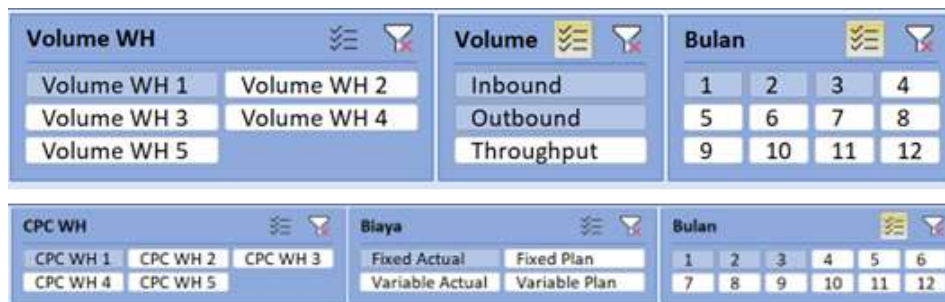 Volume WH
Volume WH 1 Volume WH 2
Volume WH 3 Volume WH 4
Volume WH 5
Volume
Inbound
Outbound
Throughput
Bulan
1 2 3 4
5 6 7 8
9 10 11 12
CPC WH
CPC WH 1 CPC WH 2 CPC WH 3
CPC WH 4 CPC WH 5
Biaya
Fixed Actual Fixed Plan
Variable Actual Variable Plan
Bulan
1 2 3 4 5 6
7 8 9 10 11 12